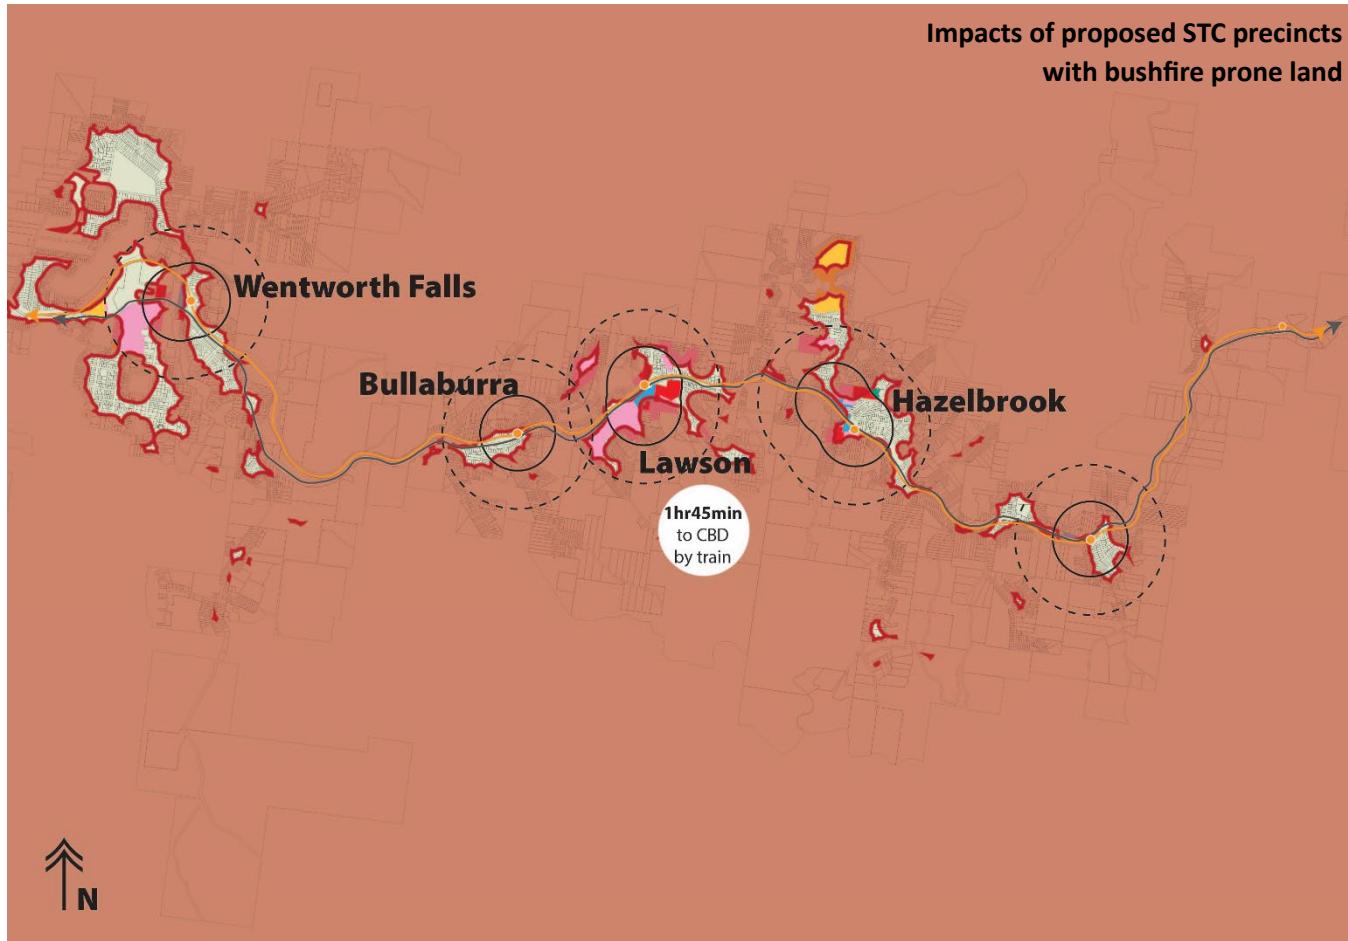 Impacts of proposed STC precincts
with bushfire prone land
Wentworth Falls
Bullaburra
Hazelbrook
Lawson
1hr45min
to CBD
by train
N